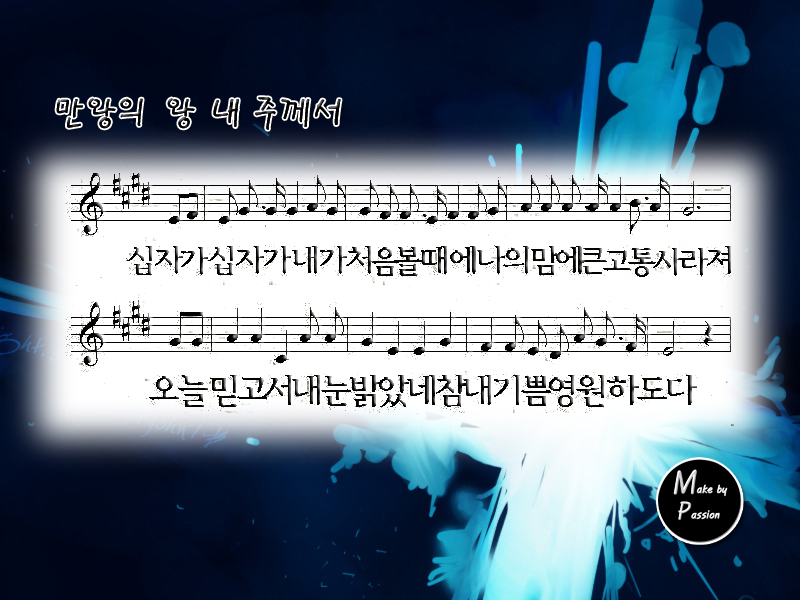 만왕의 왕 내 주께서
십자가십자가내가처음볼때에나의맘에큰고통사라져
오늘믿고서내눈밝았네참내기쁨영원하도다
Make by
Passion